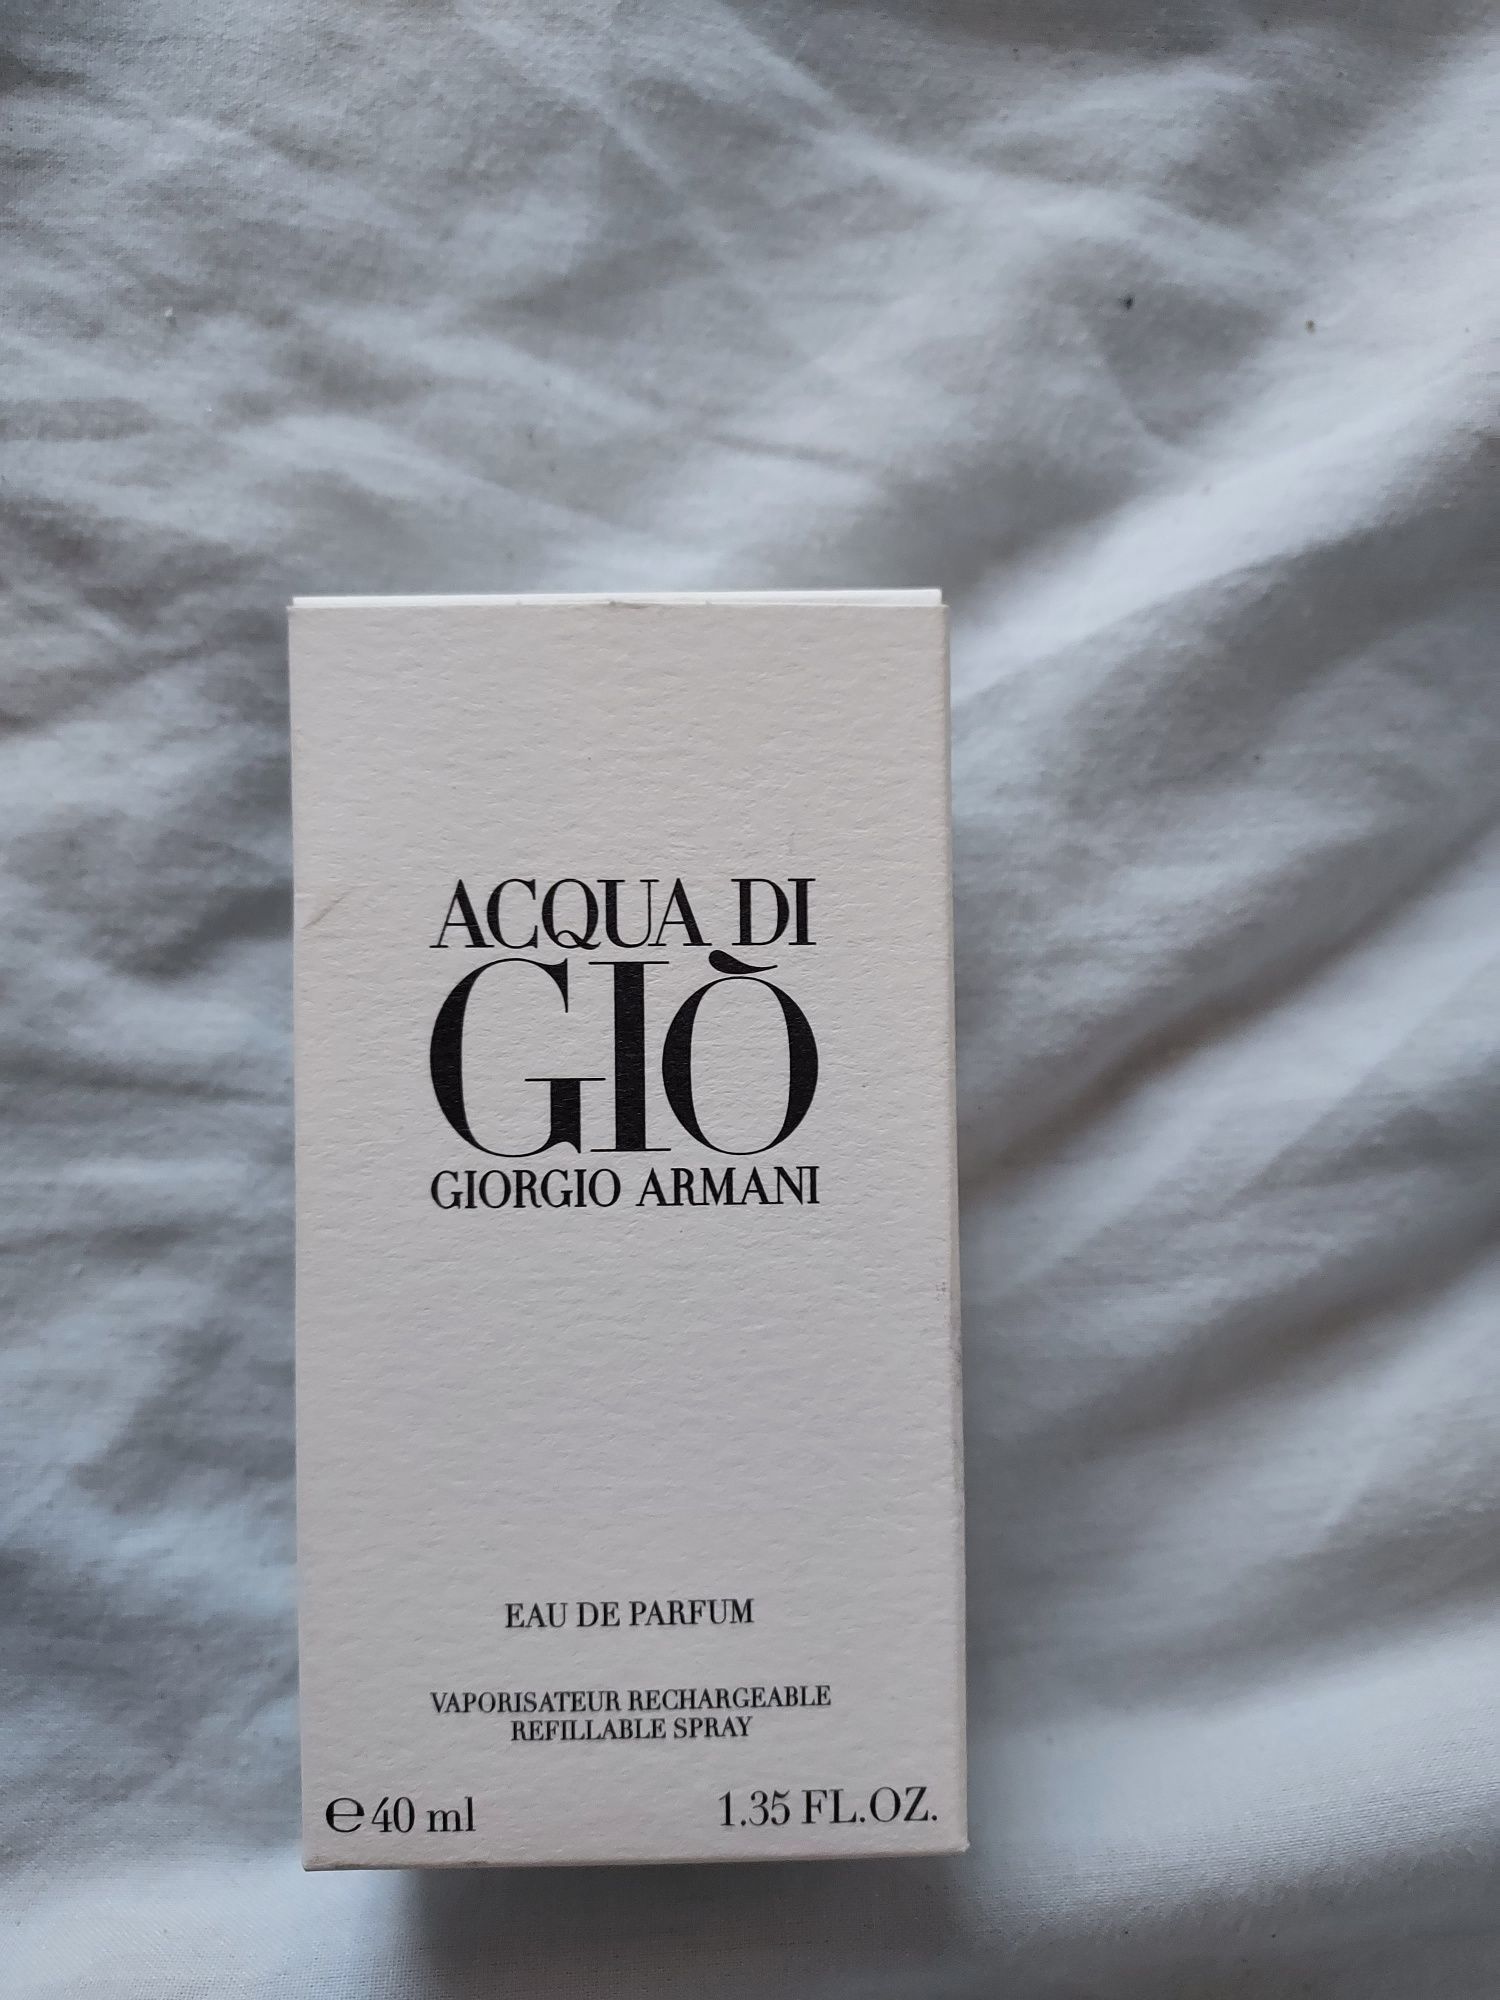 ACQUA DI
GIÒ
GIORGIO ARMANI
EAU DE PARFUM
VAPORISATEUR RECHARGEABLE
REFILLABLE SPRAY
℮40 ml
1.35 FL.OZ.